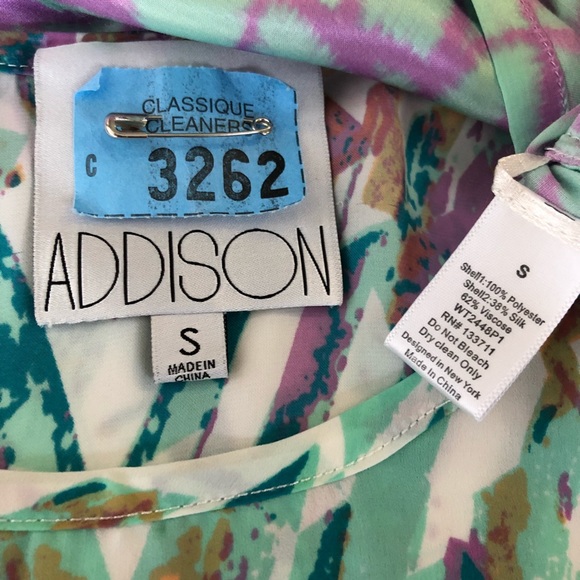 CLASSIQUE
CLEANERS
C 3262
ADDISON
S
MADE IN
CHINA
S
Shell1:100% Polyester
Shell2:38% Silk
62% Viscose
WT2448P1
RN# 133711
Do Not Bleach
Dry clean Only
Designed in New York
Made in China